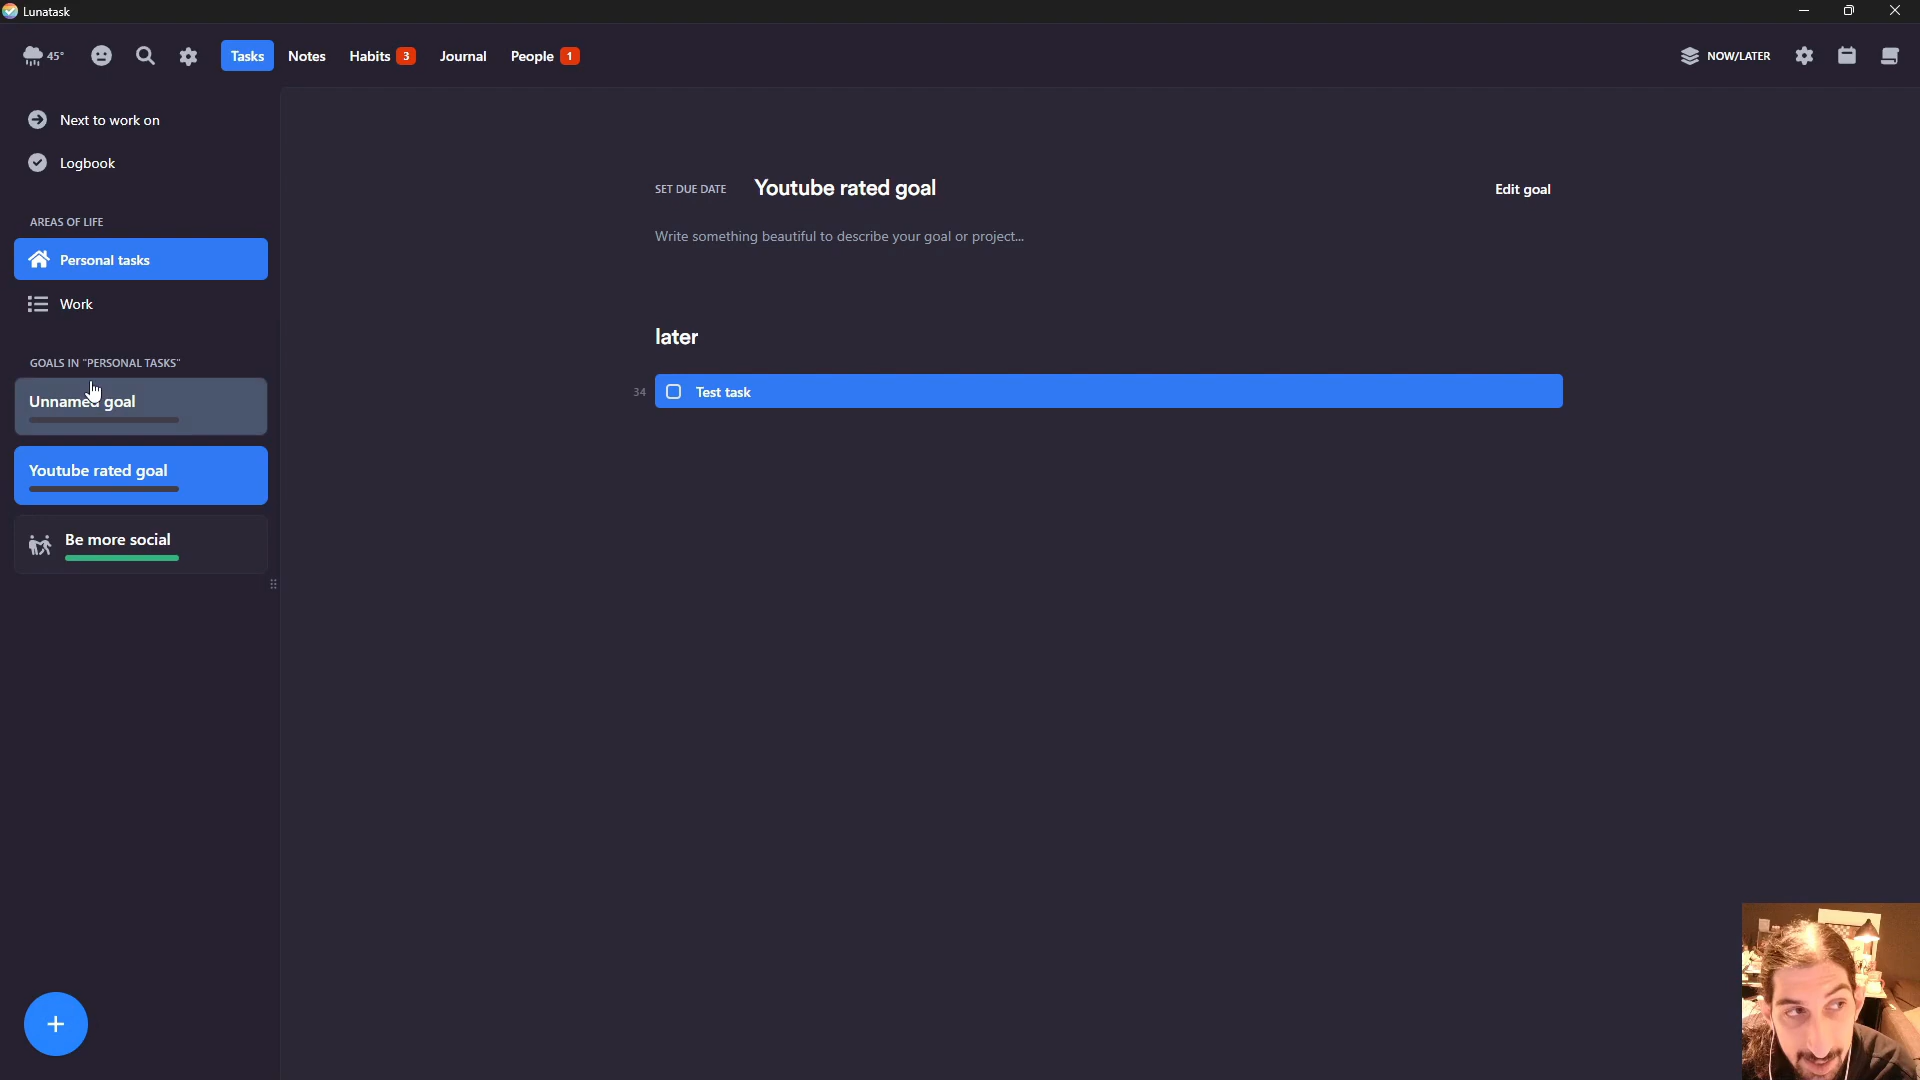 Lunatask
45°
Tasks
Notes
Habits 3
Journal
People 1
NOW/LATER
Next to work on
Logbook
AREAS OF LIFE
Personal tasks
Work
GOALS IN "PERSONAL TASKS"
Unnamed goal
Youtube rated goal
Be more social
SET DUE DATE
Youtube rated goal
Edit goal
Write something beautiful to describe your goal or project...
later
34
Test task